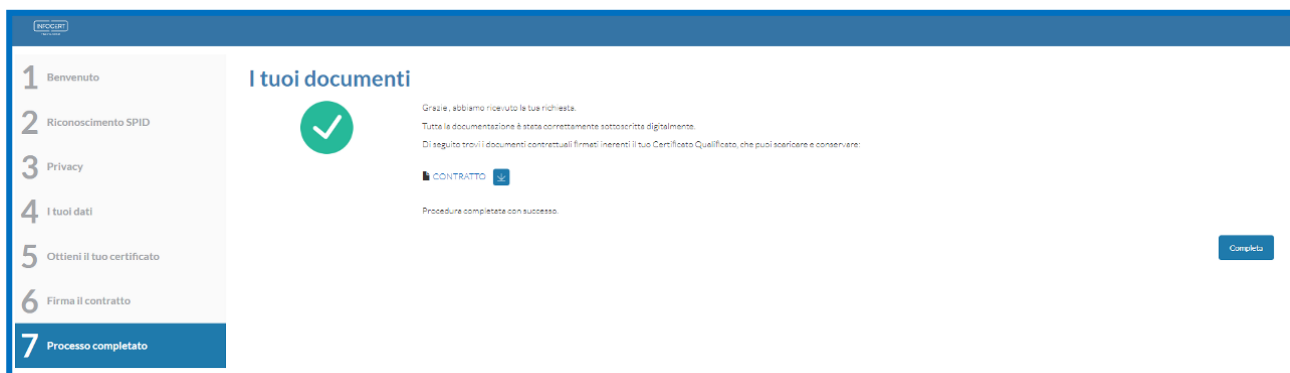 INFOCERT
1 Benvenuto
2 Riconoscimento SPID
3 Privacy
4 I tuoi dati
5 Ottieni il tuo certificato
6 Firma il contratto
7 Processo completato
I tuoi documenti
Grazie , abbiamo ricevuto la tua richiesta.
Tutta la documentazione è stata correttamente sottoscritta digitalmente.
Di seguito trovi i documenti contrattuali firmati inerenti il tuo Certificato Qualificato, che puoi scaricare e conservare:
CONTRATTO
Procedura completata con successo.
Completa